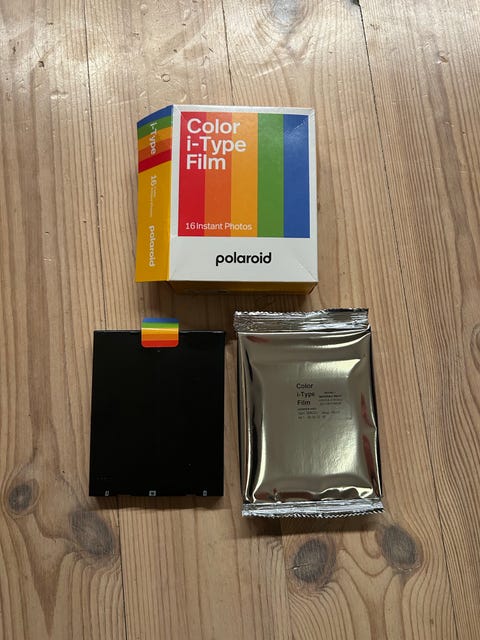 Color
i-Type
Film
16 Instant Photos
polaroid
i-Type
16
polaroid
Color
i-Type
Film